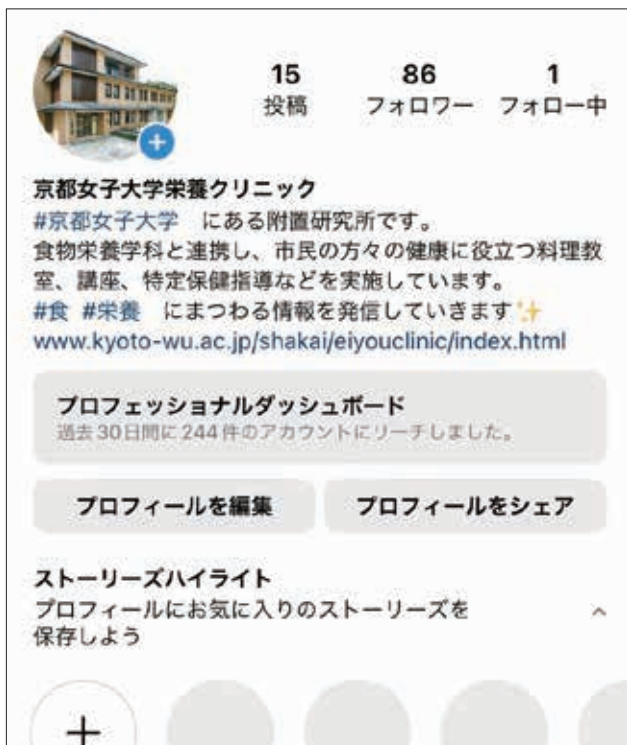 15 86 1
投稿 フォロワー フォロー中
京都女子大学栄養クリニック
#京都女子大学 にある附置研究所です。
食物栄養学科と連携し、市民の方々の健康に役立つ料理教
室、講座、特定保健指導などを実施しています。
#食 #栄養 にまつわる情報を発信していきます✨
www.kyoto-wu.ac.jp/shakai/eiyouclinic/index.html
プロフェッショナルダッシュボード
過去30日間に244件のアカウントにリーチしました。
プロフィールを編集 プロフィールをシェア
ストーリーズハイライト
プロフィールにお気に入りのストーリーズを
保存しよう